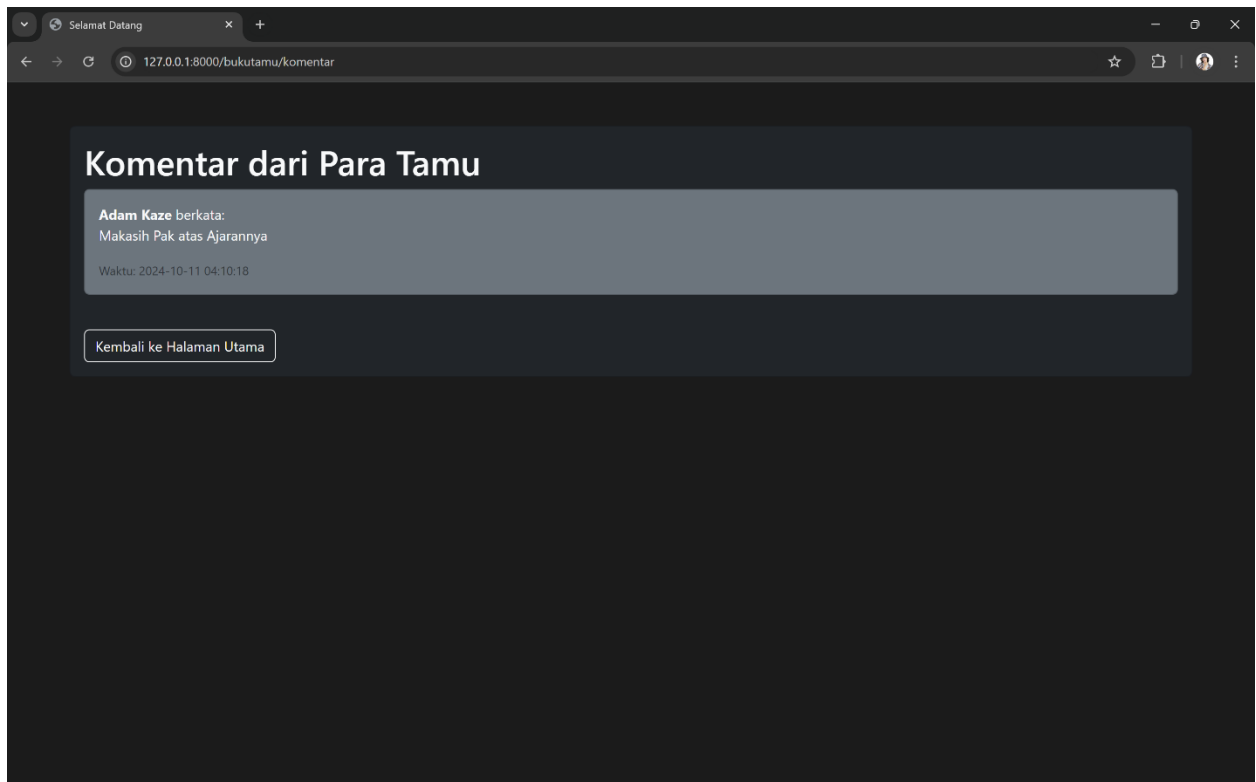 Selamat Datang
127.0.0.1:8000/bukutamu/komentar
Komentar dari Para Tamu
Adam Kaze berkata:
Makasih Pak atas Ajarannya
Waktu: 2024-10-11 04:10:18
Kembali ke Halaman Utama